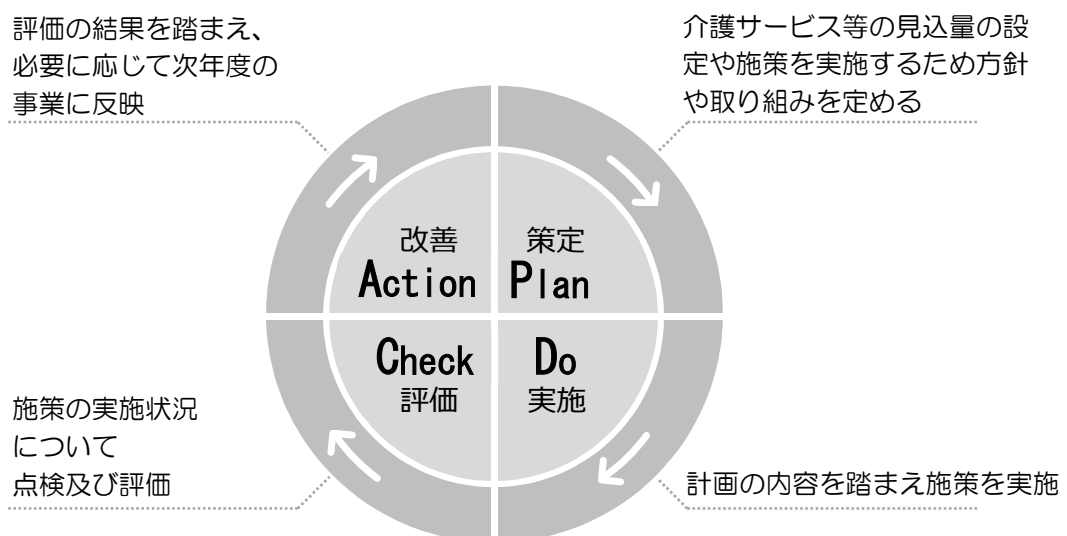 評価の結果を踏まえ、
必要に応じて次年度の
事業に反映
介護サービス等の見込量の設
定や施策を実施するため方針
や取り組みを定める
改善
Action
策定
Plan
Check
評価
Do
実施
施策の実施状況
について
点検及び評価
計画の内容を踏まえ施策を実施